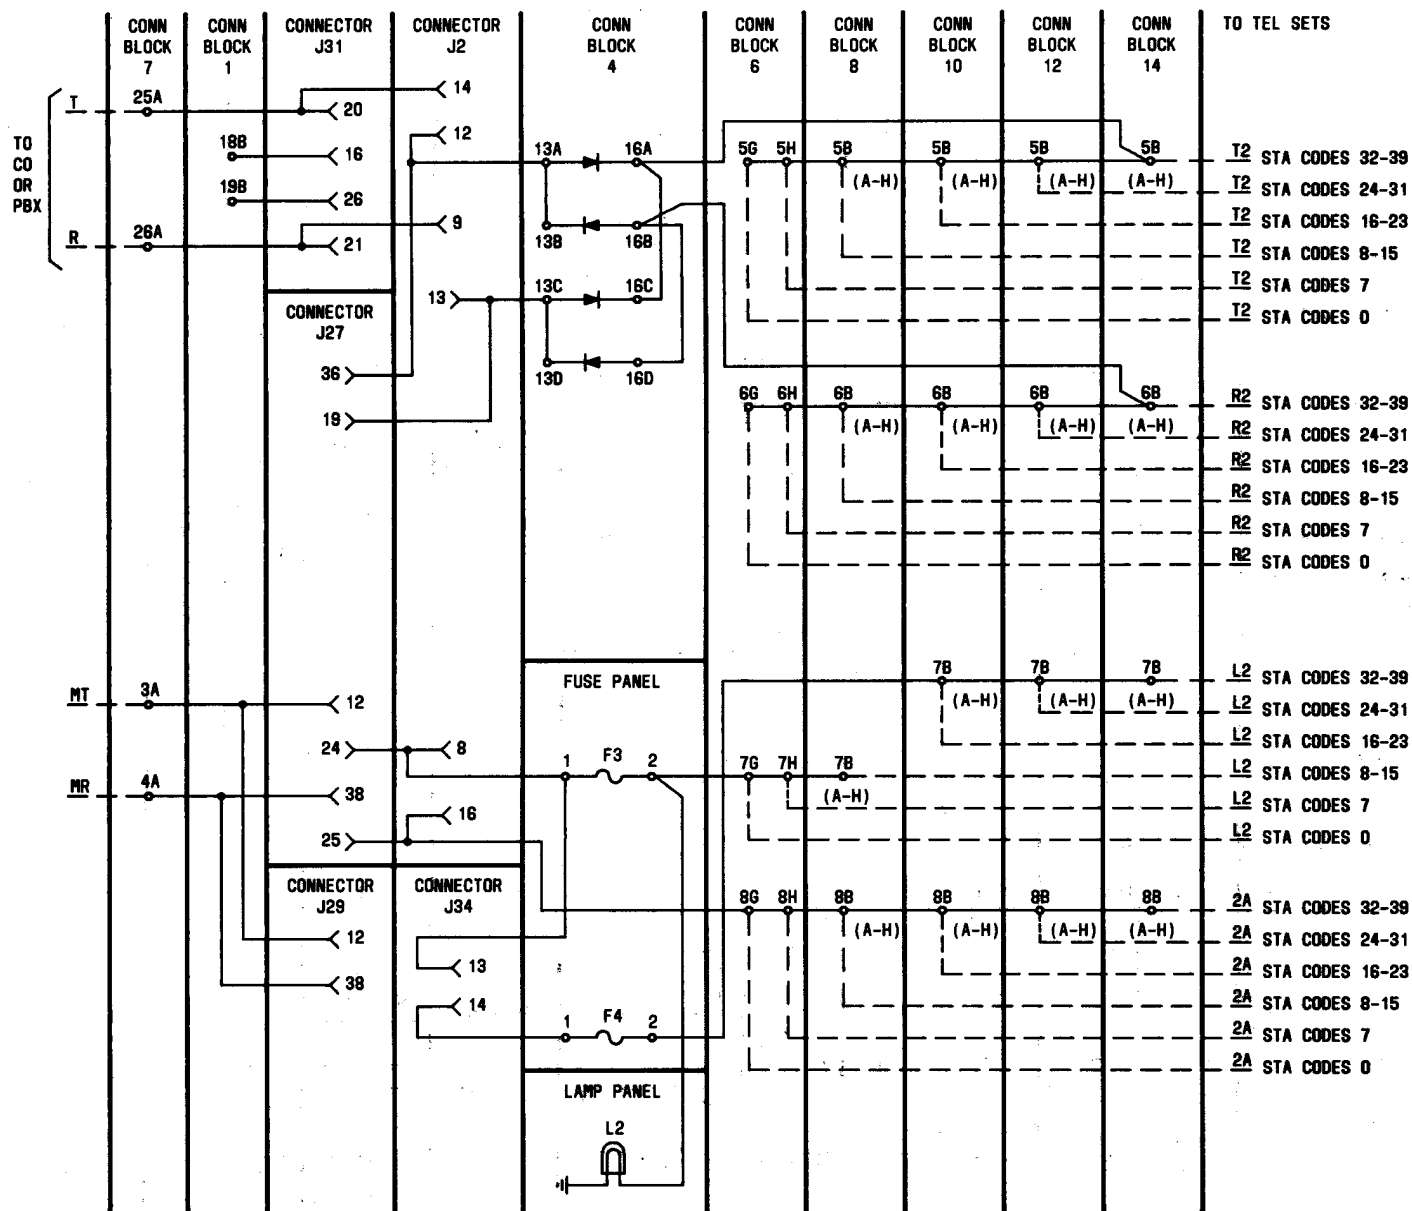 CONN BLOCK 7
CONN BLOCK 1
CONNECTOR J31
CONNECTOR J2
CONN BLOCK 4
CONN BLOCK 6
CONN BLOCK 8
CONN BLOCK 10
CONN BLOCK 12
CONN BLOCK 14
TO TEL SETS
TO CO OR PBX
T 25A 20 14
18B 16 12
19B 26
R 26A 21 9
13A 16A
13B 16B
13 13C 16C
13D 16D
CONNECTOR J27
36
19
5G 5H 5B 5B 5B 5B T2 STA CODES 32-39
(A-H) (A-H) (A-H) (A-H) T2 STA CODES 24-31
T2 STA CODES 16-23
T2 STA CODES 8-15
T2 STA CODES 7
T2 STA CODES 0
6G 6H 6B 6B 6B 6B R2 STA CODES 32-39
(A-H) (A-H) (A-H) (A-H) R2 STA CODES 24-31
R2 STA CODES 16-23
R2 STA CODES 8-15
R2 STA CODES 7
R2 STA CODES 0
FUSE PANEL
7B 7B 7B L2 STA CODES 32-39
MT 3A 12 (A-H) (A-H) (A-H) L2 STA CODES 24-31
L2 STA CODES 16-23
24 8 1 F3 2 7G 7H 7B L2 STA CODES 8-15
MR 4A 38 (A-H) L2 STA CODES 7
16
25 L2 STA CODES 0
CONNECTOR J29
CONNECTOR J34
8G 8H 8B 8B 8B 8B 2A STA CODES 32-39
12 (A-H) (A-H) (A-H) (A-H) 2A STA CODES 24-31
13 2A STA CODES 16-23
38
14 2A STA CODES 8-15
1 F4 2 2A STA CODES 7
2A STA CODES 0
LAMP PANEL
L2